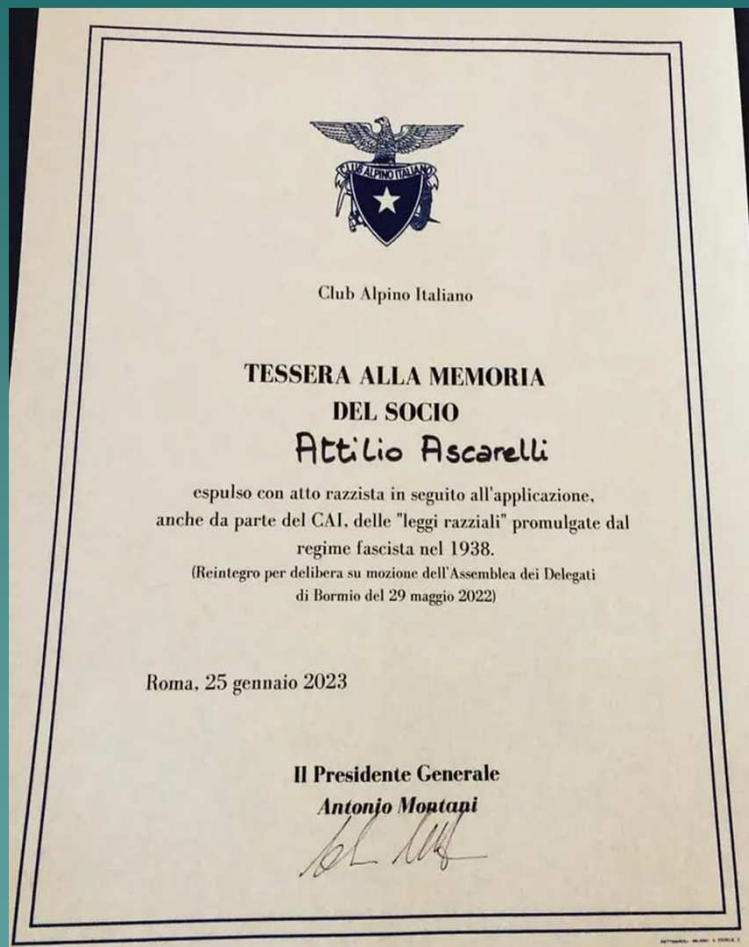 CLUB ALPINO ITALIANO
Club Alpino Italiano
TESSERA ALLA MEMORIA
DEL SOCIO
Attilio Ascarelli
espulso con atto razzista in seguito all'applicazione,
anche da parte del CAI, delle "leggi razziali" promulgate dal
regime fascista nel 1938.
(Reintegro per delibera su mozione dell'Assemblea dei Delegati
di Bormio del 29 maggio 2022)
Roma, 25 gennaio 2023
Il Presidente Generale
Antonio Montani